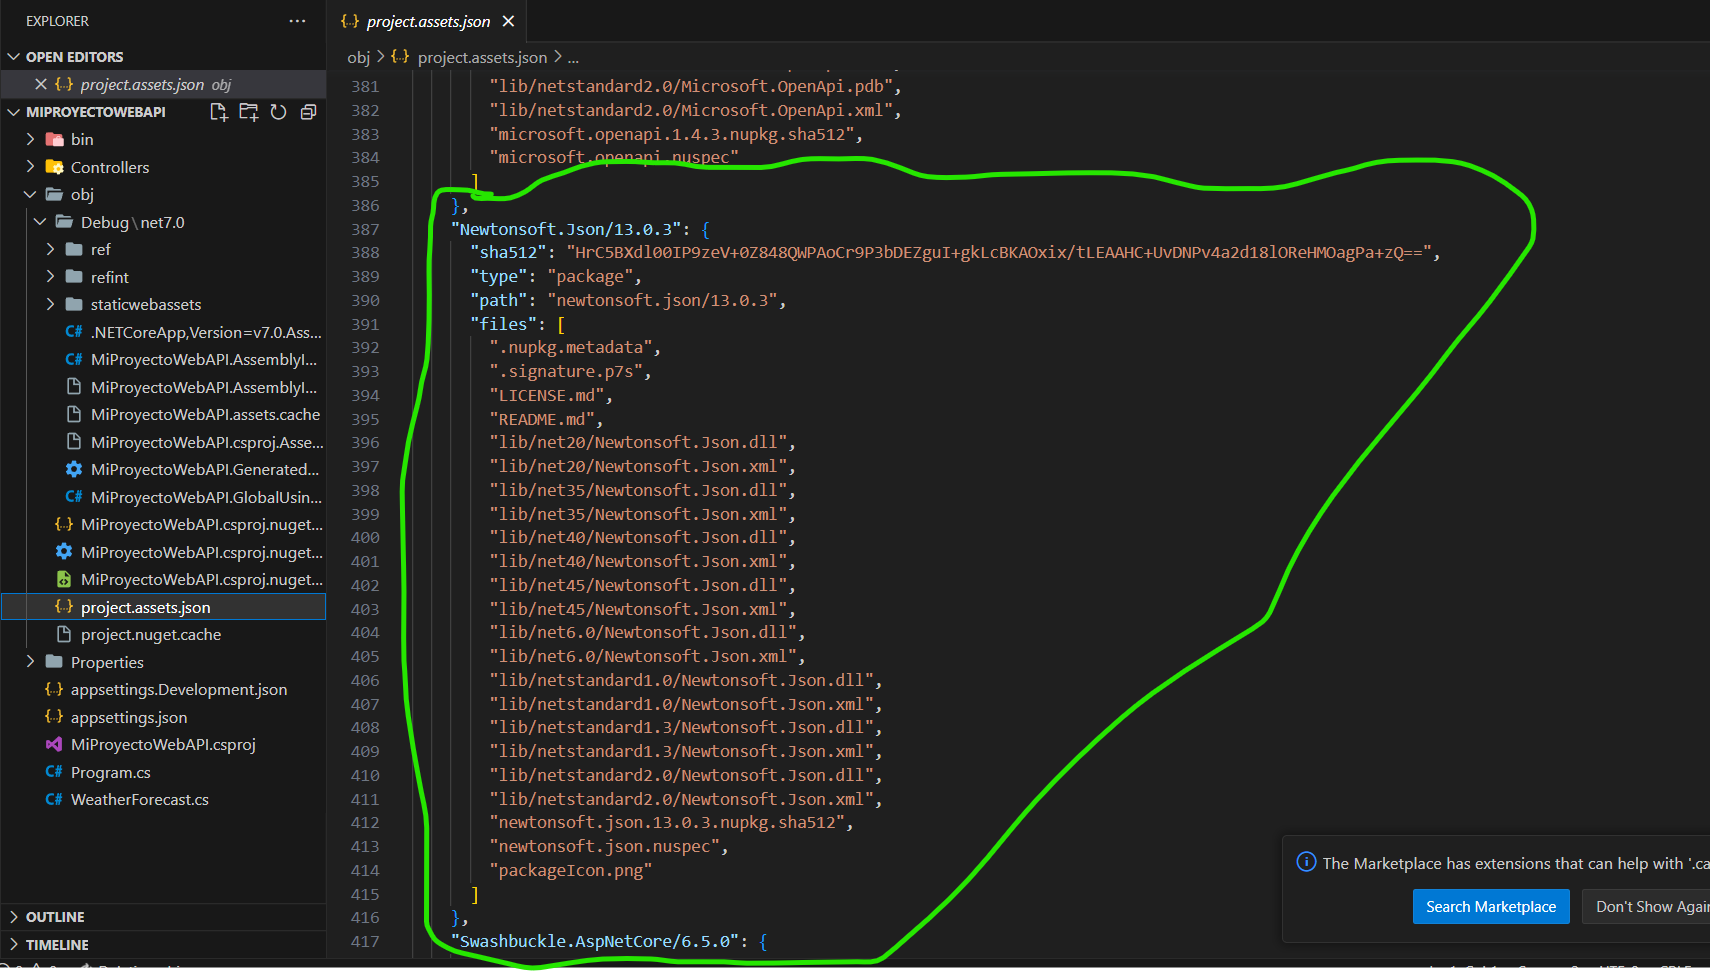 EXPLORER
OPEN EDITORS
project.assets.json obj
MIPROYECTOWEBAPI
bin
Controllers
obj
Debug\net7.0
ref
refint
staticwebassets
.NETCoreApp,Version=v7.0.Ass...
MiProyectoWebAPI.AssemblyI...
MiProyectoWebAPI.AssemblyI...
MiProyectoWebAPI.assets.cache
MiProyectoWebAPI.csproj.Asse...
MiProyectoWebAPI.Generated...
MiProyectoWebAPI.GlobalUsin...
MiProyectoWebAPI.csproj.nuget...
MiProyectoWebAPI.csproj.nuget...
MiProyectoWebAPI.csproj.nuget...
project.assets.json
project.nuget.cache
Properties
appsettings.Development.json
appsettings.json
MiProyectoWebAPI.csproj
Program.cs
WeatherForecast.cs
OUTLINE
TIMELINE
project.assets.json
obj > project.assets.json > ...
381 "lib/netstandard2.0/Microsoft.OpenApi.pdb",
382 "lib/netstandard2.0/Microsoft.OpenApi.xml",
383 "microsoft.openapi.1.4.3.nupkg.sha512",
384 "microsoft.openapi.nuspec"
385 ]
386 },
387 "Newtonsoft.Json/13.0.3": {
388 "sha512": "HrC5BXdl00IP9zeV+0Z848QWPAoCr9P3bDEZguI+gkLcBKAOxix/tLEAAHC+UvDNPv4a2d18lOReHMOagPa+zQ==",
389 "type": "package",
390 "path": "newtonsoft.json/13.0.3",
391 "files": [
392 ".nupkg.metadata",
393 ".signature.p7s",
394 "LICENSE.md",
395 "README.md",
396 "lib/net20/Newtonsoft.Json.dll",
397 "lib/net20/Newtonsoft.Json.xml",
398 "lib/net35/Newtonsoft.Json.dll",
399 "lib/net35/Newtonsoft.Json.xml",
400 "lib/net40/Newtonsoft.Json.dll",
401 "lib/net40/Newtonsoft.Json.xml",
402 "lib/net45/Newtonsoft.Json.dll",
403 "lib/net45/Newtonsoft.Json.xml",
404 "lib/net6.0/Newtonsoft.Json.dll",
405 "lib/net6.0/Newtonsoft.Json.xml",
406 "lib/netstandard1.0/Newtonsoft.Json.dll",
407 "lib/netstandard1.0/Newtonsoft.Json.xml",
408 "lib/netstandard1.3/Newtonsoft.Json.dll",
409 "lib/netstandard1.3/Newtonsoft.Json.xml",
410 "lib/netstandard2.0/Newtonsoft.Json.dll",
411 "lib/netstandard2.0/Newtonsoft.Json.xml",
412 "newtonsoft.json.13.0.3.nupkg.sha512",
413 "newtonsoft.json.nuspec",
414 "packageIcon.png"
415 ]
416 },
417 "Swashbuckle.AspNetCore/6.5.0": {
The Marketplace has extensions that can help with '.ca
Search Marketplace
Don't Show Again